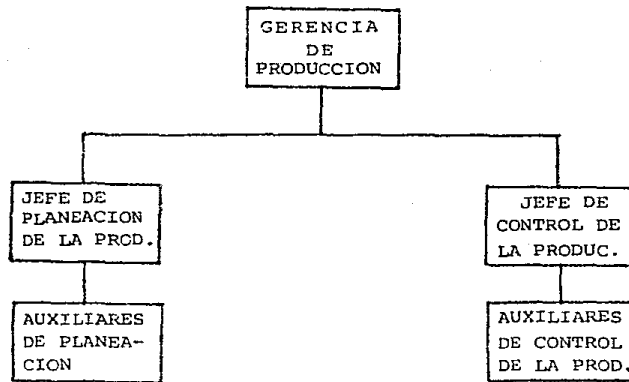 GERENCIA
DE
PRODUCCION
JEFE DE
PLANEACION
DE LA PROD.
JEFE DE
CONTROL DE
LA PRODUC.
AUXILIARES
DE PLANEA-
CION
AUXILIARES
DE CONTROL
DE LA PROD.